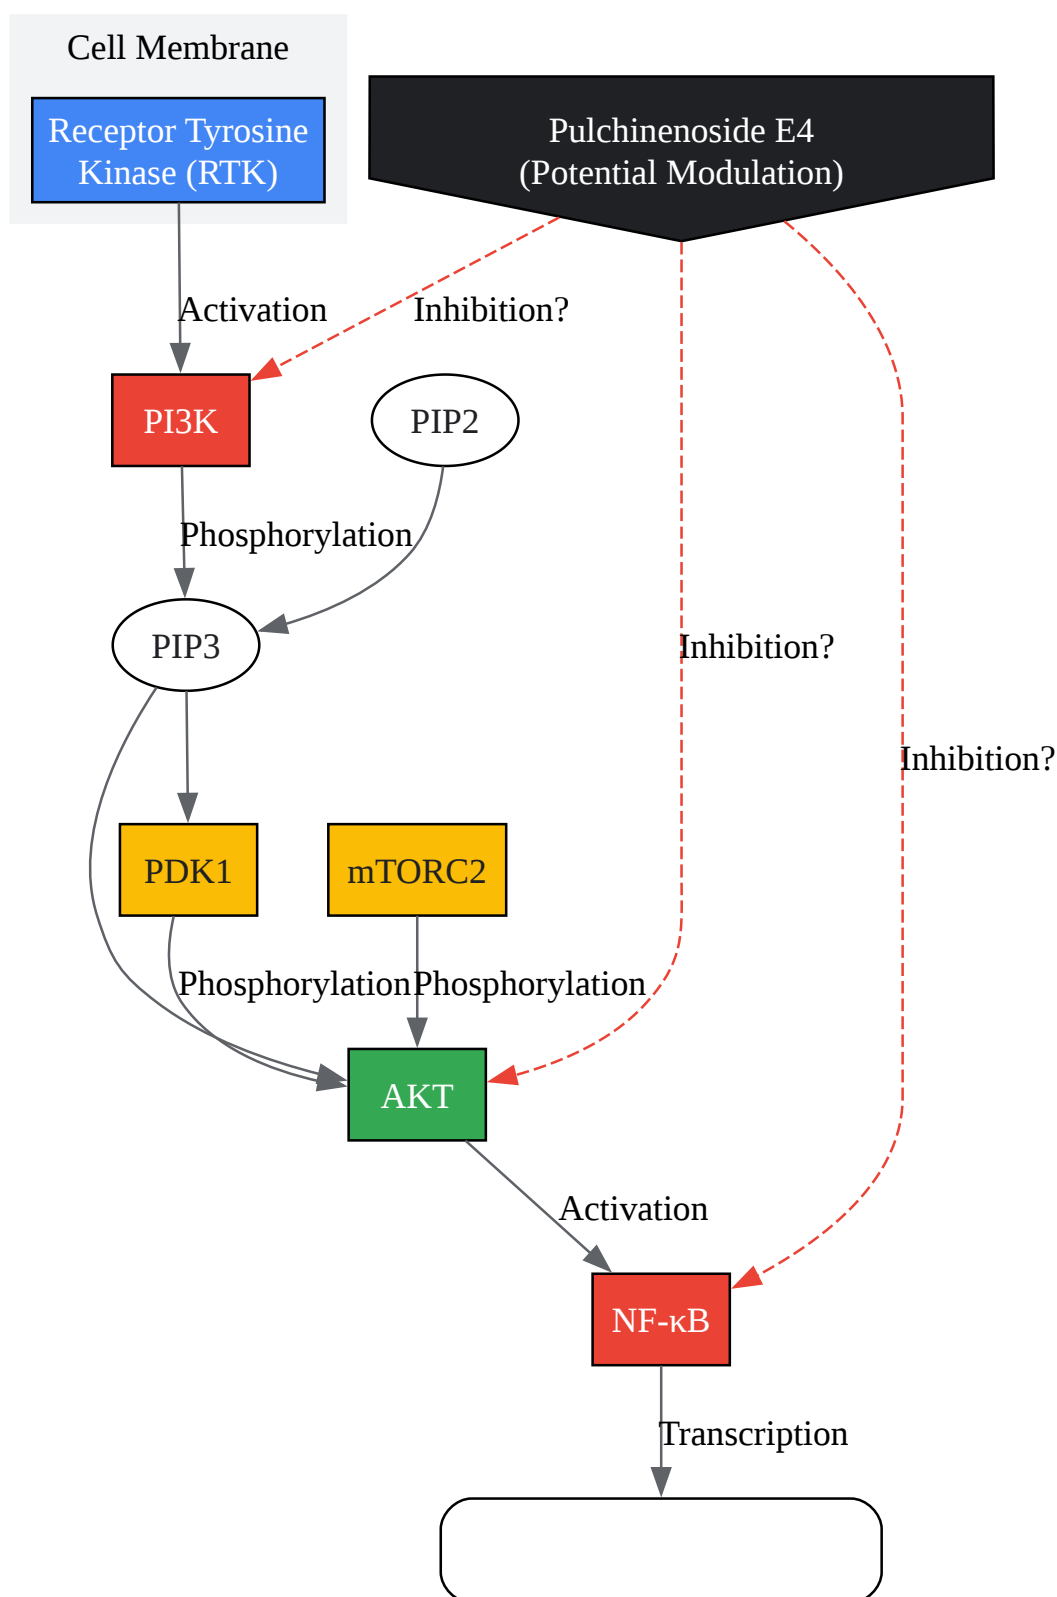 Cell Membrane
Receptor Tyrosine
Kinase (RTK)
Pulchinenoside E4
(Potential Modulation)
Activation
Inhibition?
PI3K
PIP2
Phosphorylation
PIP3
Inhibition?
Inhibition?
PDK1
mTORC2
Phosphorylation
Phosphorylation
AKT
Activation
NF-κB
Transcription